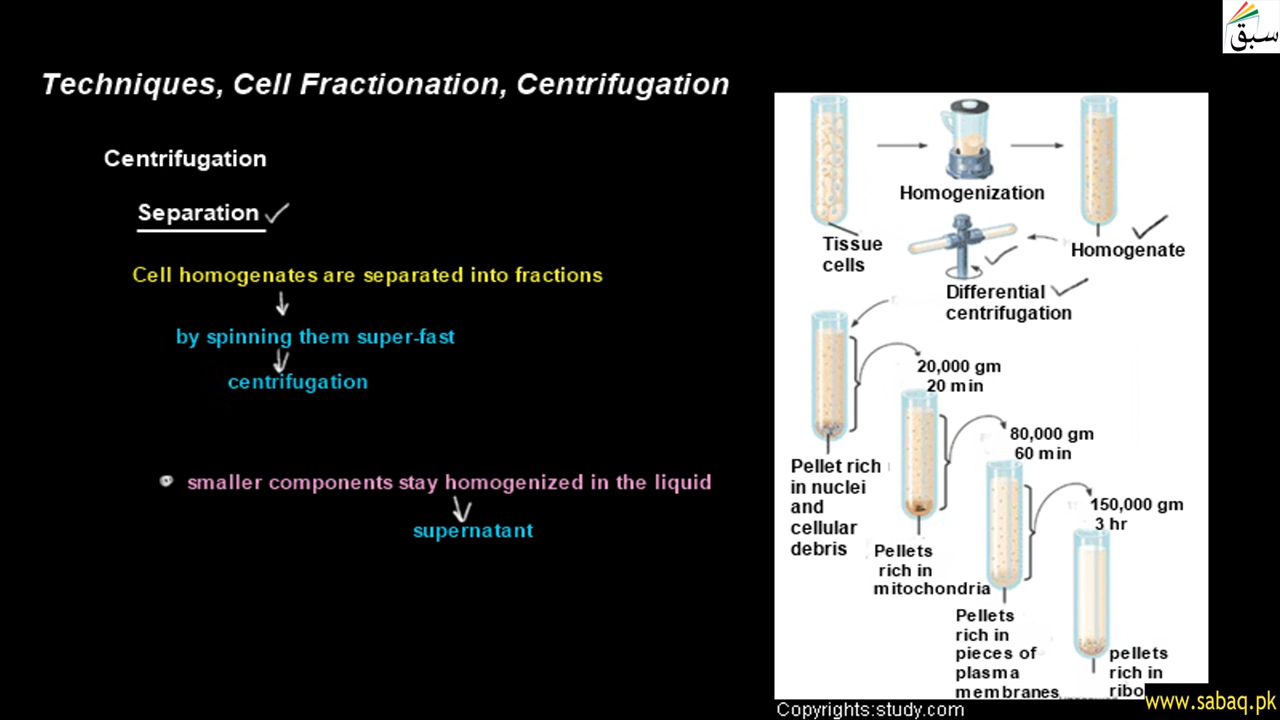 سبق
Techniques, Cell Fractionation, Centrifugation
Centrifugation
Separation
Cell homogenates are separated into fractions
by spinning them super-fast
centrifugation
smaller components stay homogenized in the liquid
supernatant
Homogenization
Tissue
cells
Homogenate
Differential
centrifugation
20,000 gm
20 min
80,000 gm
60 min
Pellet rich
in nuclei
and
cellular
debris
150,000 gm
3 hr
Pellets
rich in
mitochondria
Pellets
rich in
pieces of
plasma
membranes
pellets
rich in
ribo
Copyrights:study.com
www.sabaq.pk